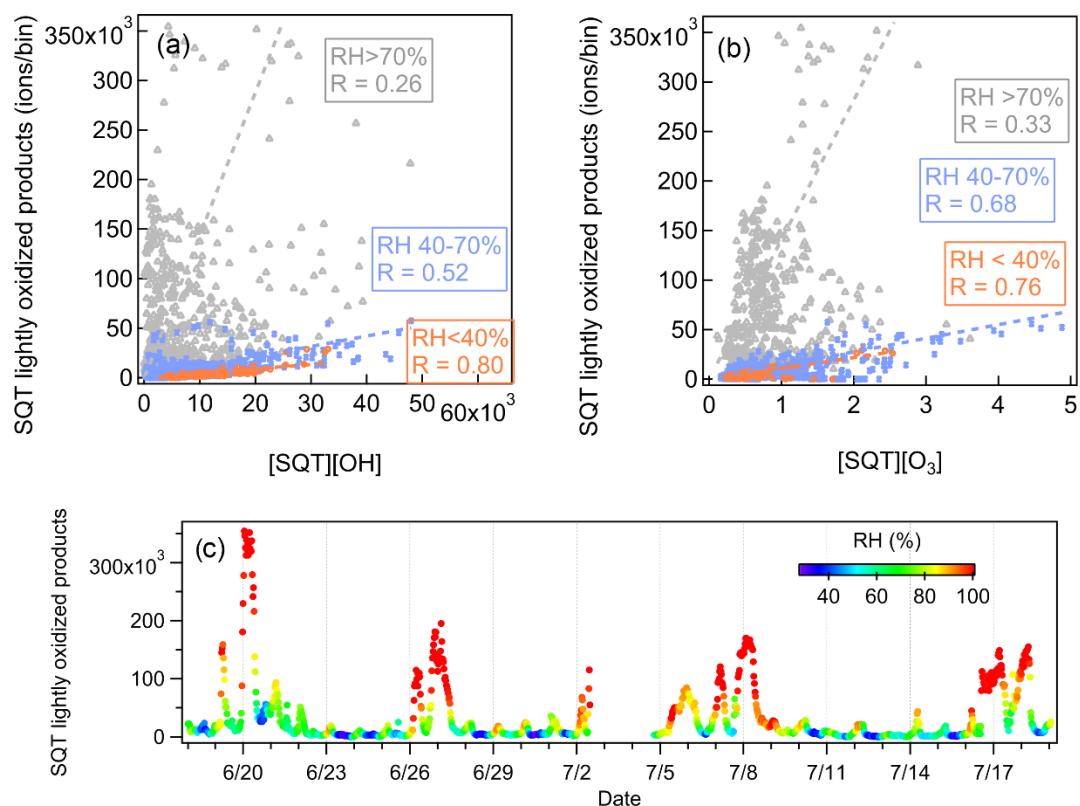 (a)
SQT lightly oxidized products (ions/bin)
350x10³
300
250
200
150
100
50
0
RH>70%
R = 0.26
RH 40-70%
R = 0.52
RH<40%
R = 0.80
0 10 20 30 40 50 60x10³
[SQT][OH]
(b)
SQT lightly oxidized products (ions/bin)
350x10³
300
250
200
150
100
50
0
RH >70%
R = 0.33
RH 40-70%
R = 0.68
RH < 40%
R = 0.76
0 1 2 3 4 5
[SQT][O₃]
(c)
SQT lightly oxidized products
300x10³
200
100
0
RH (%)
40 60 80 100
6/20 6/23 6/26 6/29 7/2 7/5 7/8 7/11 7/14 7/17
Date